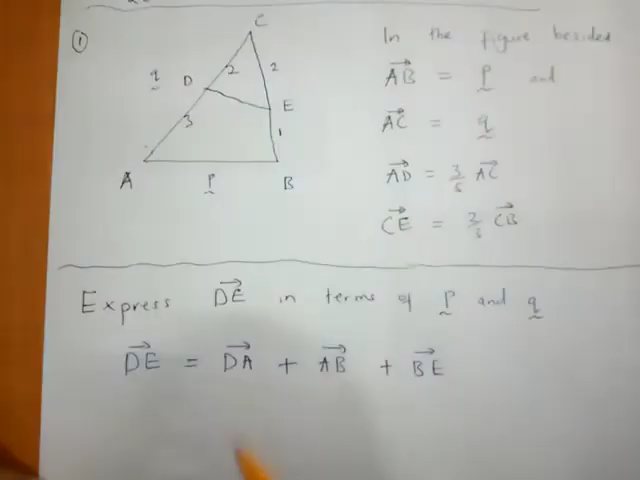 ①
C
2
2
q
D
E
3
1
A
p
B
In the figure besides
AB→ = p and
AC→ = q
AD→ = 3/5 AC→
CE→ = 2/3 CB→
Express DE→ in terms of p and q
DE→ = DA→ + AB→ + BE→